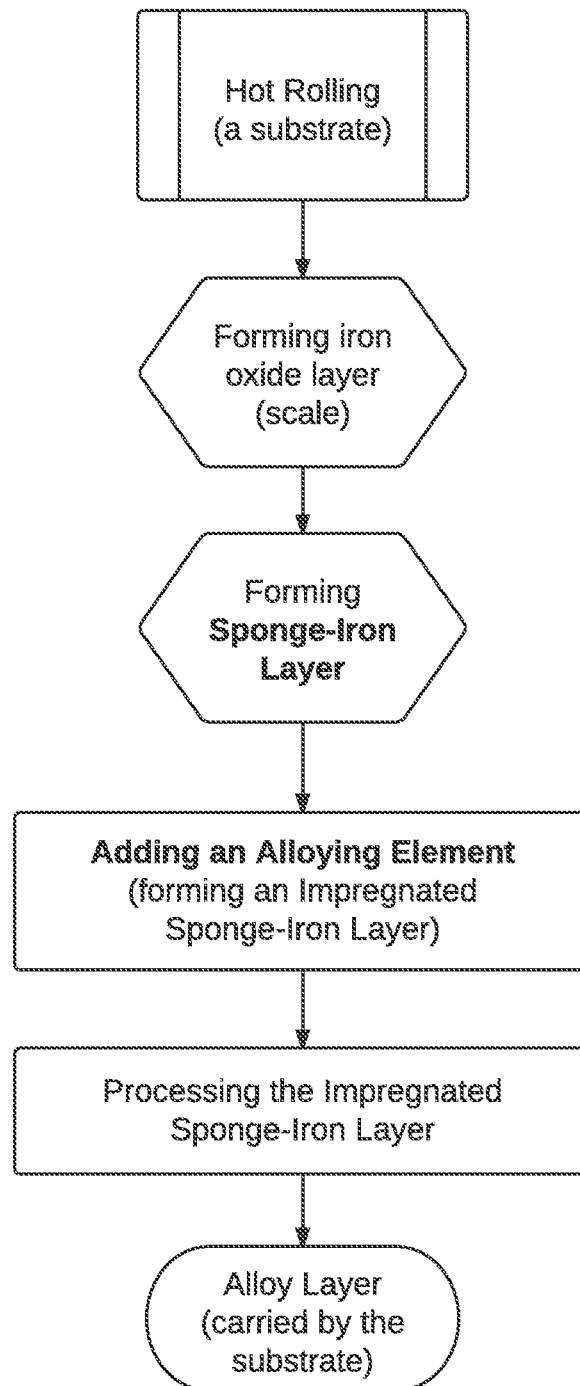 Hot Rolling
(a substrate)
Forming iron
oxide layer
(scale)
Forming
Sponge-Iron
Layer
Adding an Alloying Element
(forming an Impregnated
Sponge-Iron Layer)
Processing the Impregnated
Sponge-Iron Layer
Alloy Layer
(carried by the
substrate)